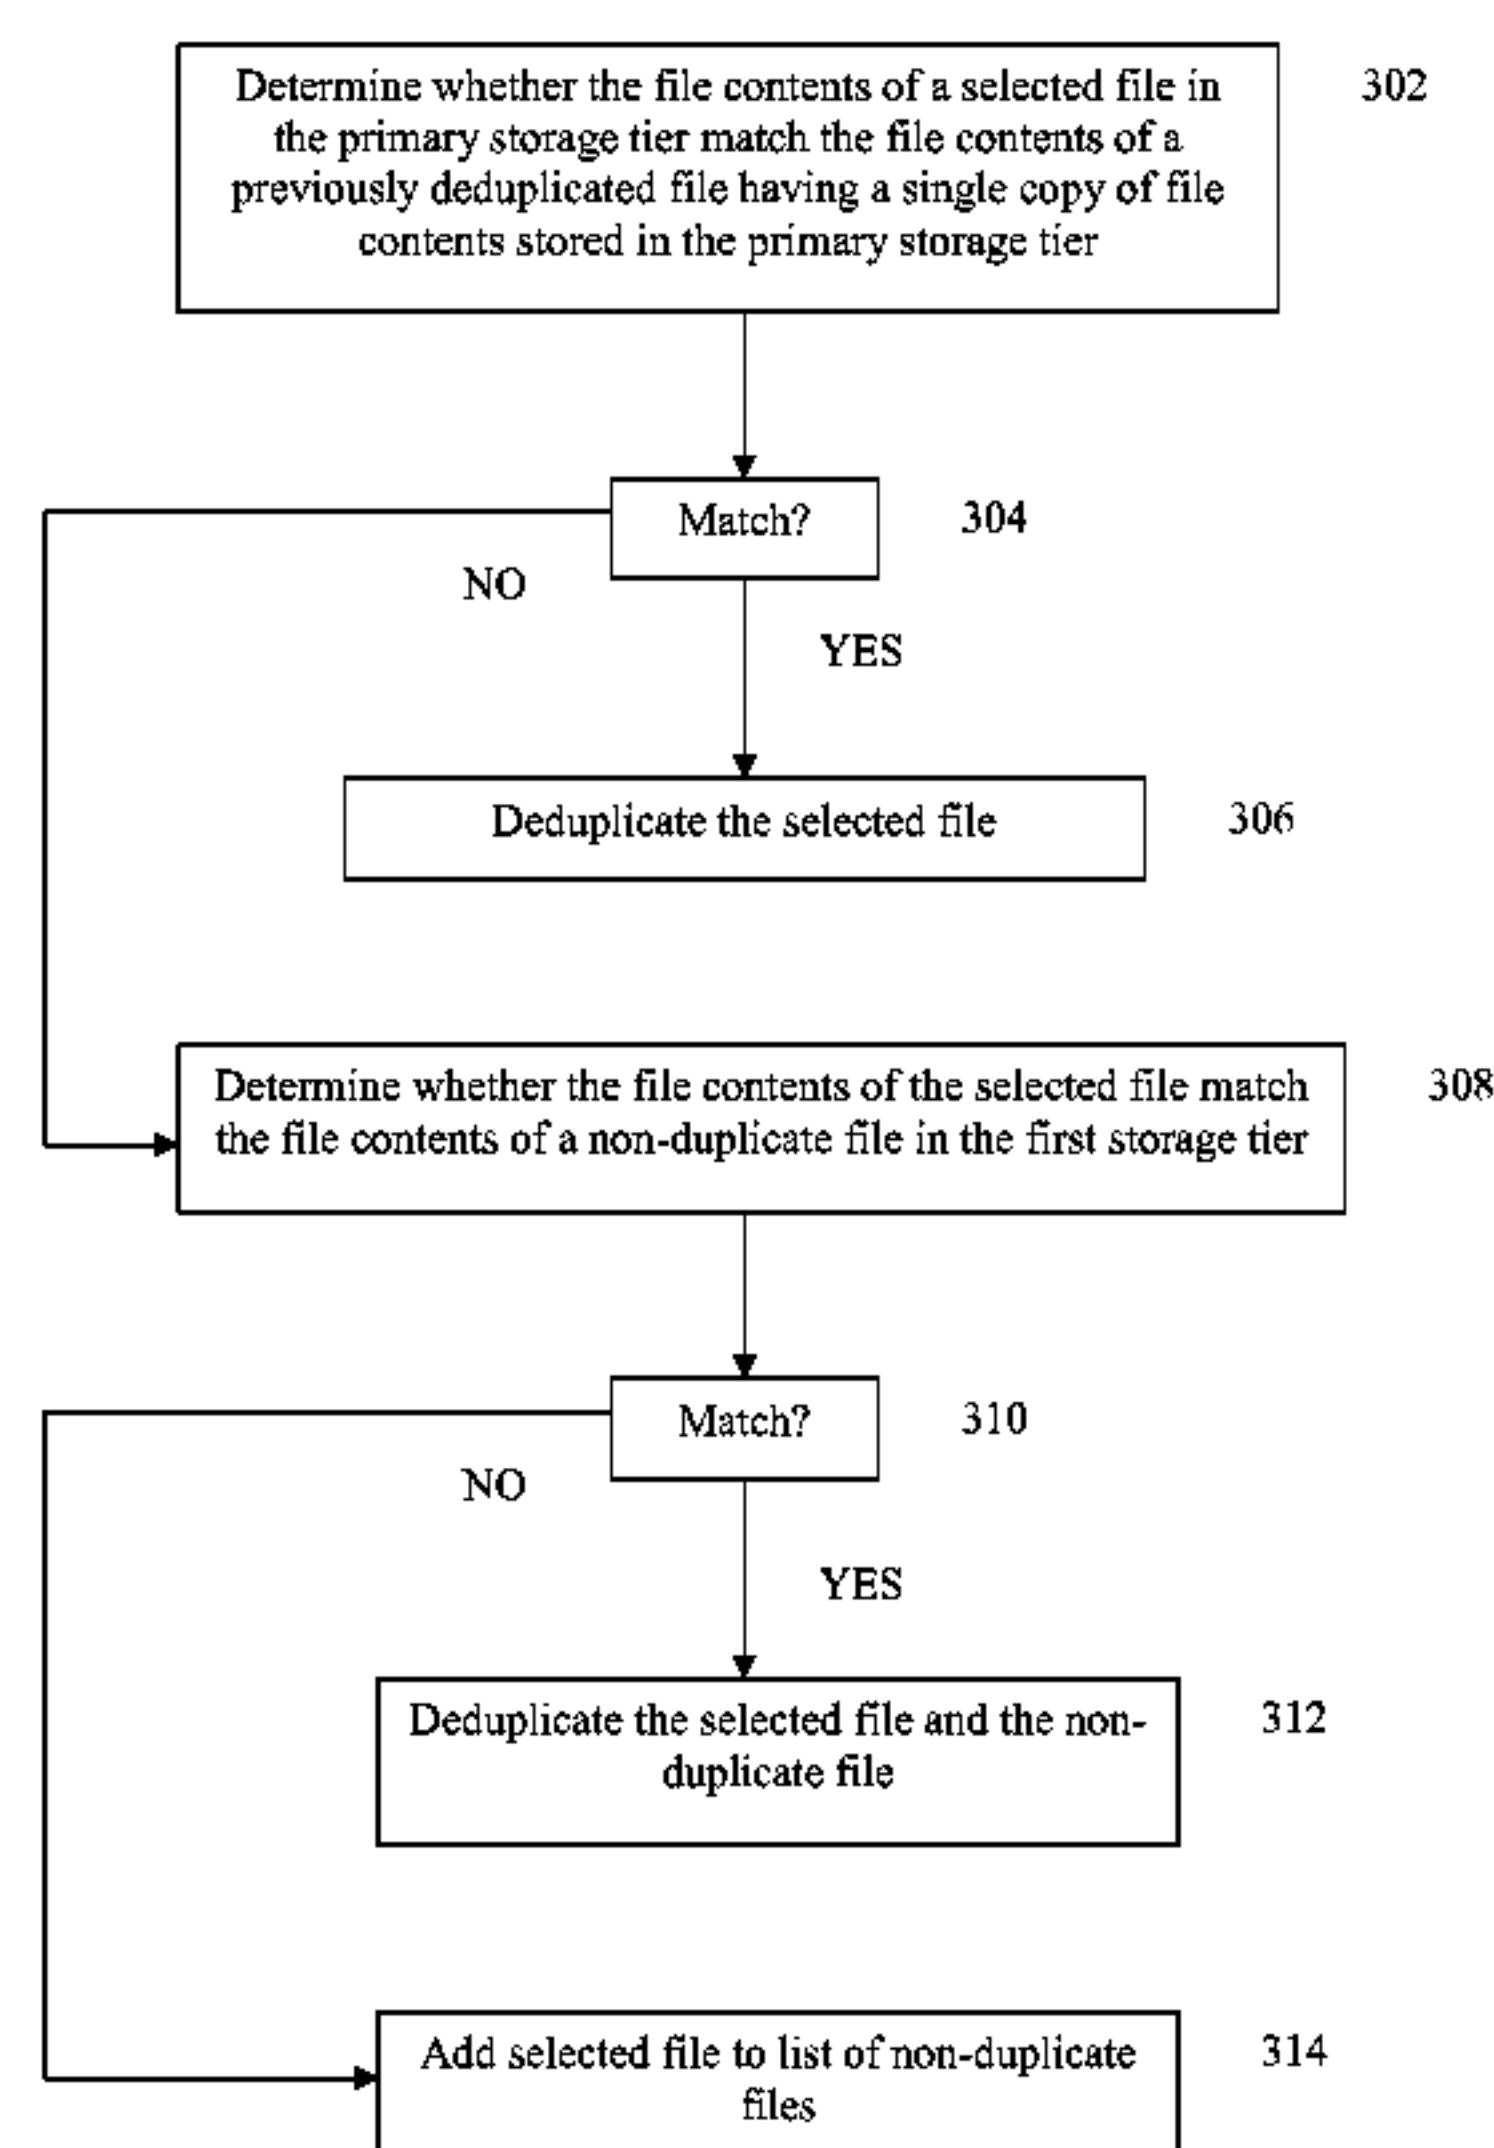 Determine whether the file contents of a selected file in
the primary storage tier match the file contents of a
previously deduplicated file having a single copy of file
contents stored in the primary storage tier
302
Match?
304
NO
YES
Deduplicate the selected file
306
Determine whether the file contents of the selected file match
the file contents of a non-duplicate file in the first storage tier
308
Match?
310
NO
YES
Deduplicate the selected file and the non-
duplicate file
312
Add selected file to list of non-duplicate
files
314